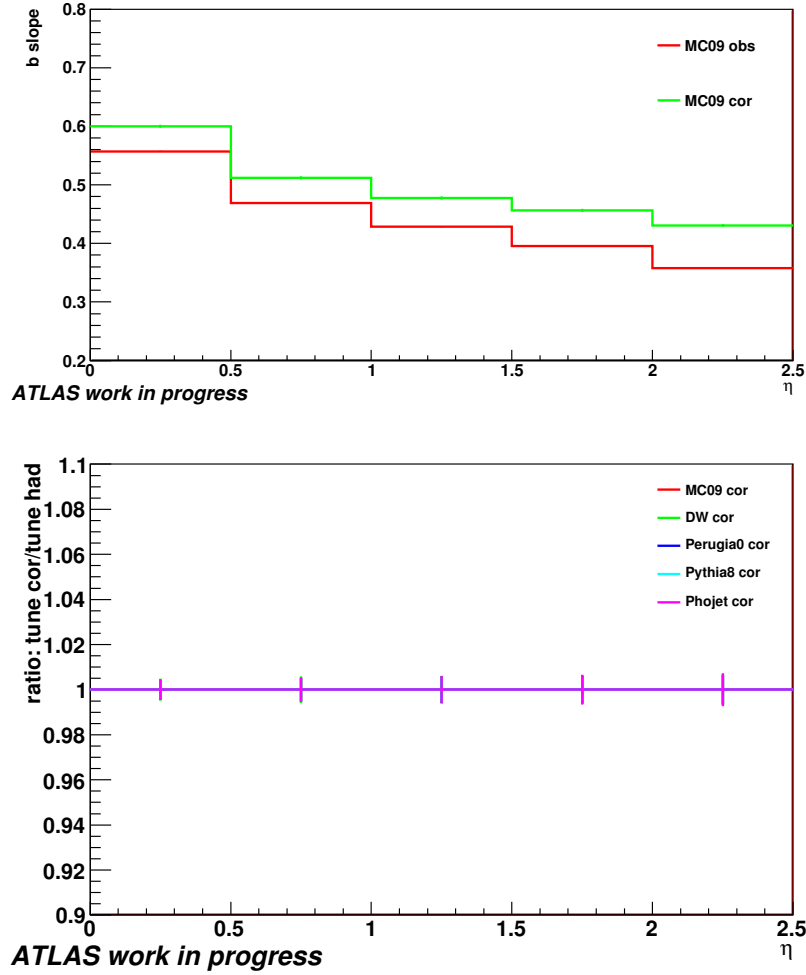 b slope
0.8
0.7
0.6
0.5
0.4
0.3
0.2
MC09 obs
MC09 cor
0 0.5 1 1.5 2 2.5
η
ATLAS work in progress
ratio: tune cor/tune had
1.1
1.08
1.06
1.04
1.02
1
0.98
0.96
0.94
0.92
0.9
MC09 cor
DW cor
Perugia0 cor
Pythia8 cor
Phojet cor
0 0.5 1 1.5 2 2.5
η
ATLAS work in progress